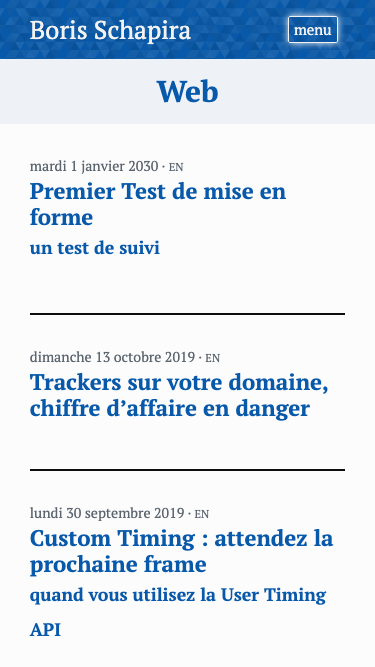 Boris Schapira
menu
Web
mardi 1 janvier 2030 · EN
Premier Test de mise en
forme
un test de suivi
dimanche 13 octobre 2019 · EN
Trackers sur votre domaine,
chiffre d’affaire en danger
lundi 30 septembre 2019 · EN
Custom Timing : attendez la
prochaine frame
quand vous utilisez la User Timing
API